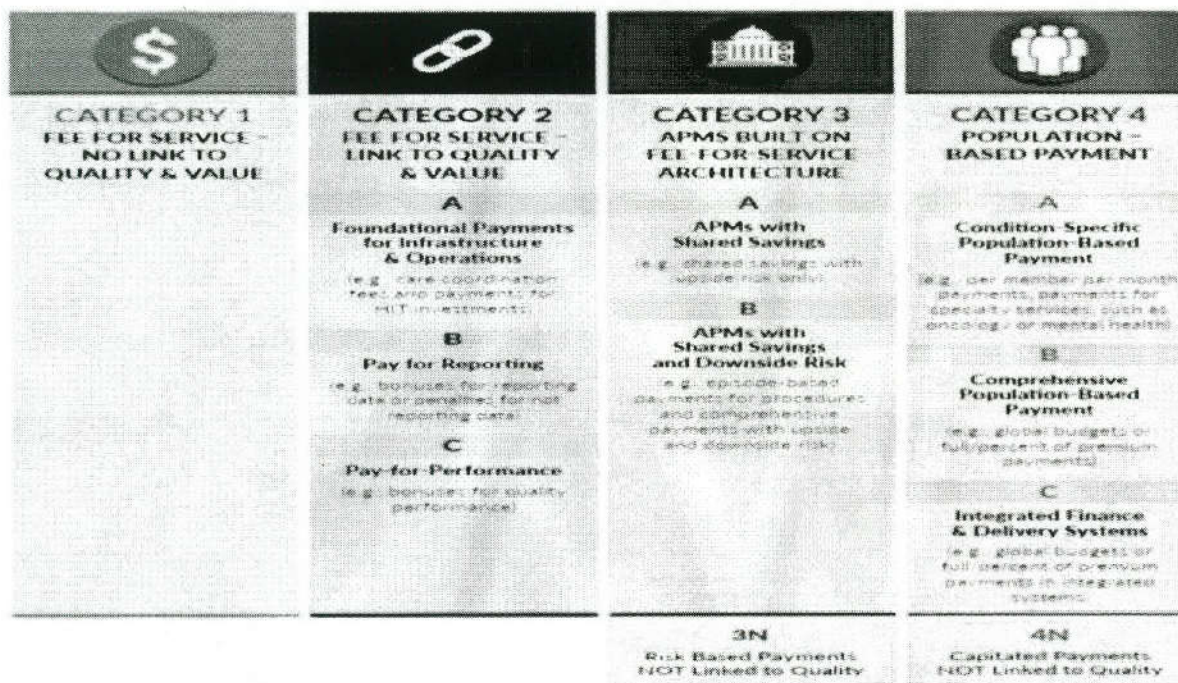 $
CATEGORY 1
FEE FOR SERVICE –
NO LINK TO
QUALITY & VALUE
CATEGORY 2
FEE FOR SERVICE –
LINK TO QUALITY
& VALUE
A
Foundational Payments
for Infrastructure
& Operations
(e.g., care coordination
fees and payments for
HIT investments)
B
Pay for Reporting
(e.g., bonuses for reporting
data or penalties for not
reporting data)
C
Pay-for-Performance
(e.g., bonuses for quality
performance)
CATEGORY 3
APMS BUILT ON
FEE-FOR-SERVICE
ARCHITECTURE
A
APMs with
Shared Savings
(e.g., shared savings with
upside risk only)
B
APMs with
Shared Savings
and Downside Risk
(e.g., episode-based
payments for procedures
and comprehensive
payments with upside
and downside risk)
3N
Risk Based Payments
NOT Linked to Quality
CATEGORY 4
POPULATION –
BASED PAYMENT
A
Condition-Specific
Population-Based
Payment
(e.g., per member per month
payments, payments for
specialty services, such as
oncology or mental health)
B
Comprehensive
Population-Based
Payment
(e.g., global budgets or
full/percent of premium
payments)
C
Integrated Finance
& Delivery Systems
(e.g., global budgets or
full/percent of premium
payments in integrated
systems)
4N
Capitated Payments
NOT Linked to Quality